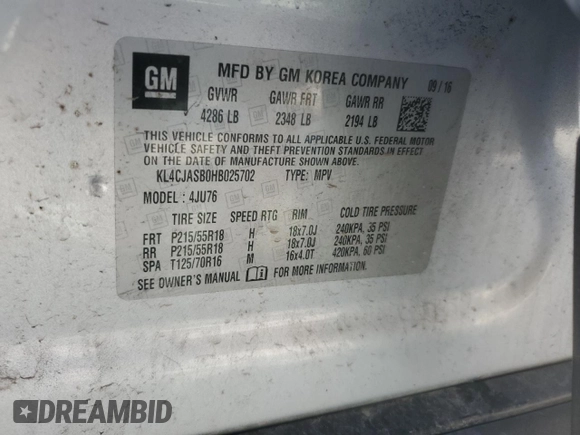 GM
MFD BY GM KOREA COMPANY 09/16
GVWR GAWR FRT GAWR RR
4286 LB 2348 LB 2194 LB
THIS VEHICLE CONFORMS TO ALL APPLICABLE U.S. FEDERAL MOTOR
VEHICLE SAFETY AND THEFT PREVENTION STANDARDS IN EFFECT ON THE
DATE OF MANUFACTURE SHOWN ABOVE.
KL4CJASB0HB025702 TYPE: MPV
MODEL: 4JU76
TIRE SIZE SPEED RTG RIM COLD TIRE PRESSURE
FRT P215/55R18 H 18x7.0J 240KPA, 35 PSI
RR P215/55R18 H 18x7.0J 240KPA, 35 PSI
SPA T125/70R16 M 16x4.0T 420KPA, 60 PSI
SEE OWNER'S MANUAL FOR MORE INFORMATION.
DREAMBID